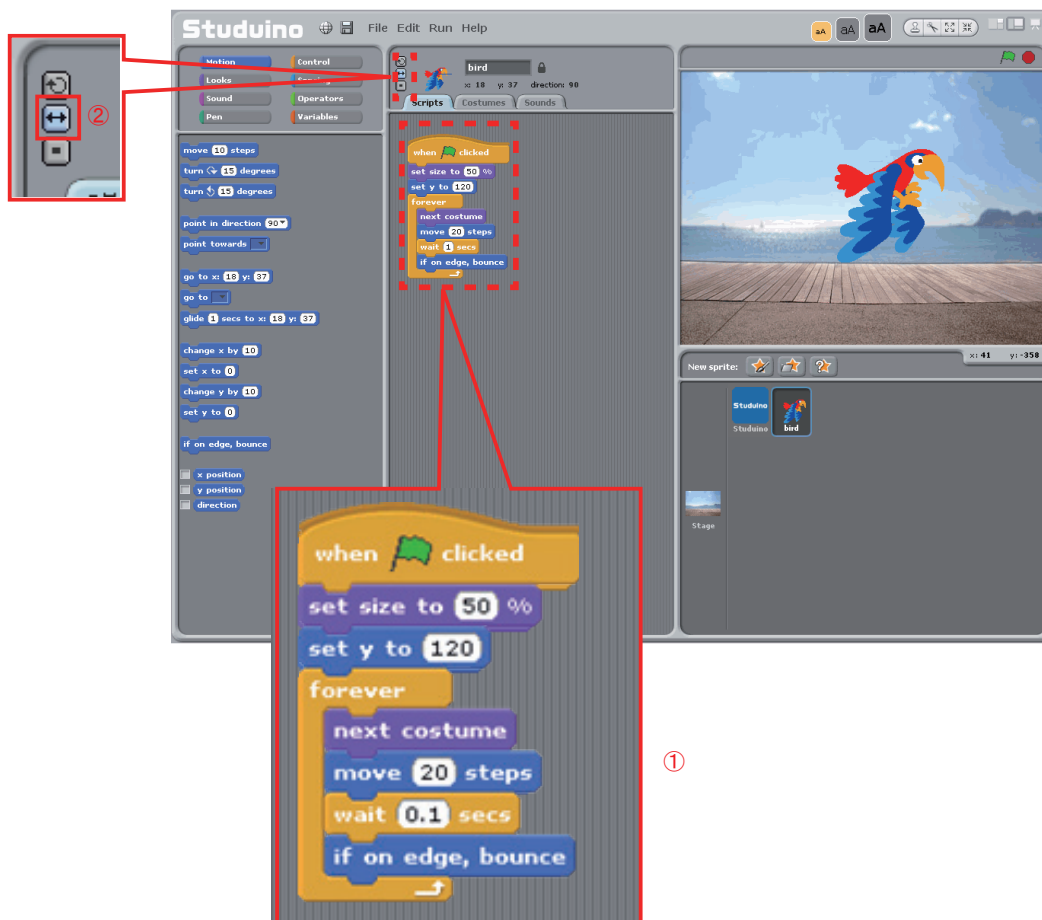 Studuino File Edit Run Help aA aA aA
②
Motion Control
Looks
Sound Operators
Pen Variables
bird
x: 18 y: 37 direction: 90
Scripts Costumes Sounds
move 10 steps
turn 15 degrees
turn 15 degrees
point in direction 90
point towards
go to x: 18 y: 37
go to
glide 1 secs to x: 18 y: 37
change x by 10
set x to 0
change y by 10
set y to 0
if on edge, bounce
x position
y position
direction
when clicked
set size to 50 %
set y to 120
forever
next costume
move 20 steps
wait 1 secs
if on edge, bounce
x: 41 y: -358
New sprite:
Studuino
Studuino bird
Stage
when clicked
set size to 50 %
set y to 120
forever
next costume
move 20 steps
wait 0.1 secs
if on edge, bounce
①